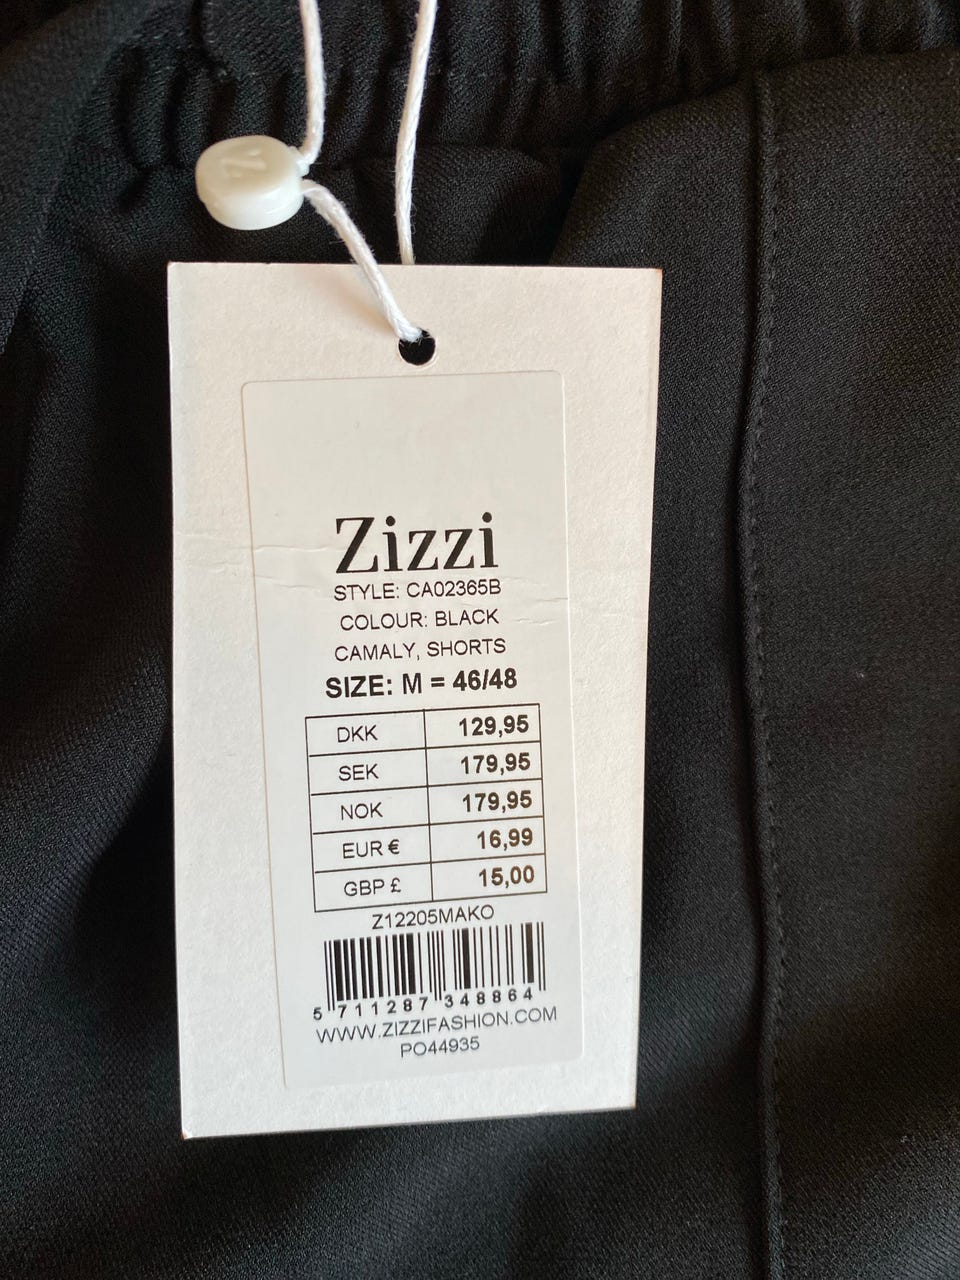 Zizzi
STYLE: CA02365B
COLOUR: BLACK
CAMALY, SHORTS
SIZE: M = 46/48
DKK 129,95
SEK 179,95
NOK 179,95
EUR € 16,99
GBP £ 15,00
Z12205MAKO
5 711287 348864
WWW.ZIZZIFASHION.COM
PO44935